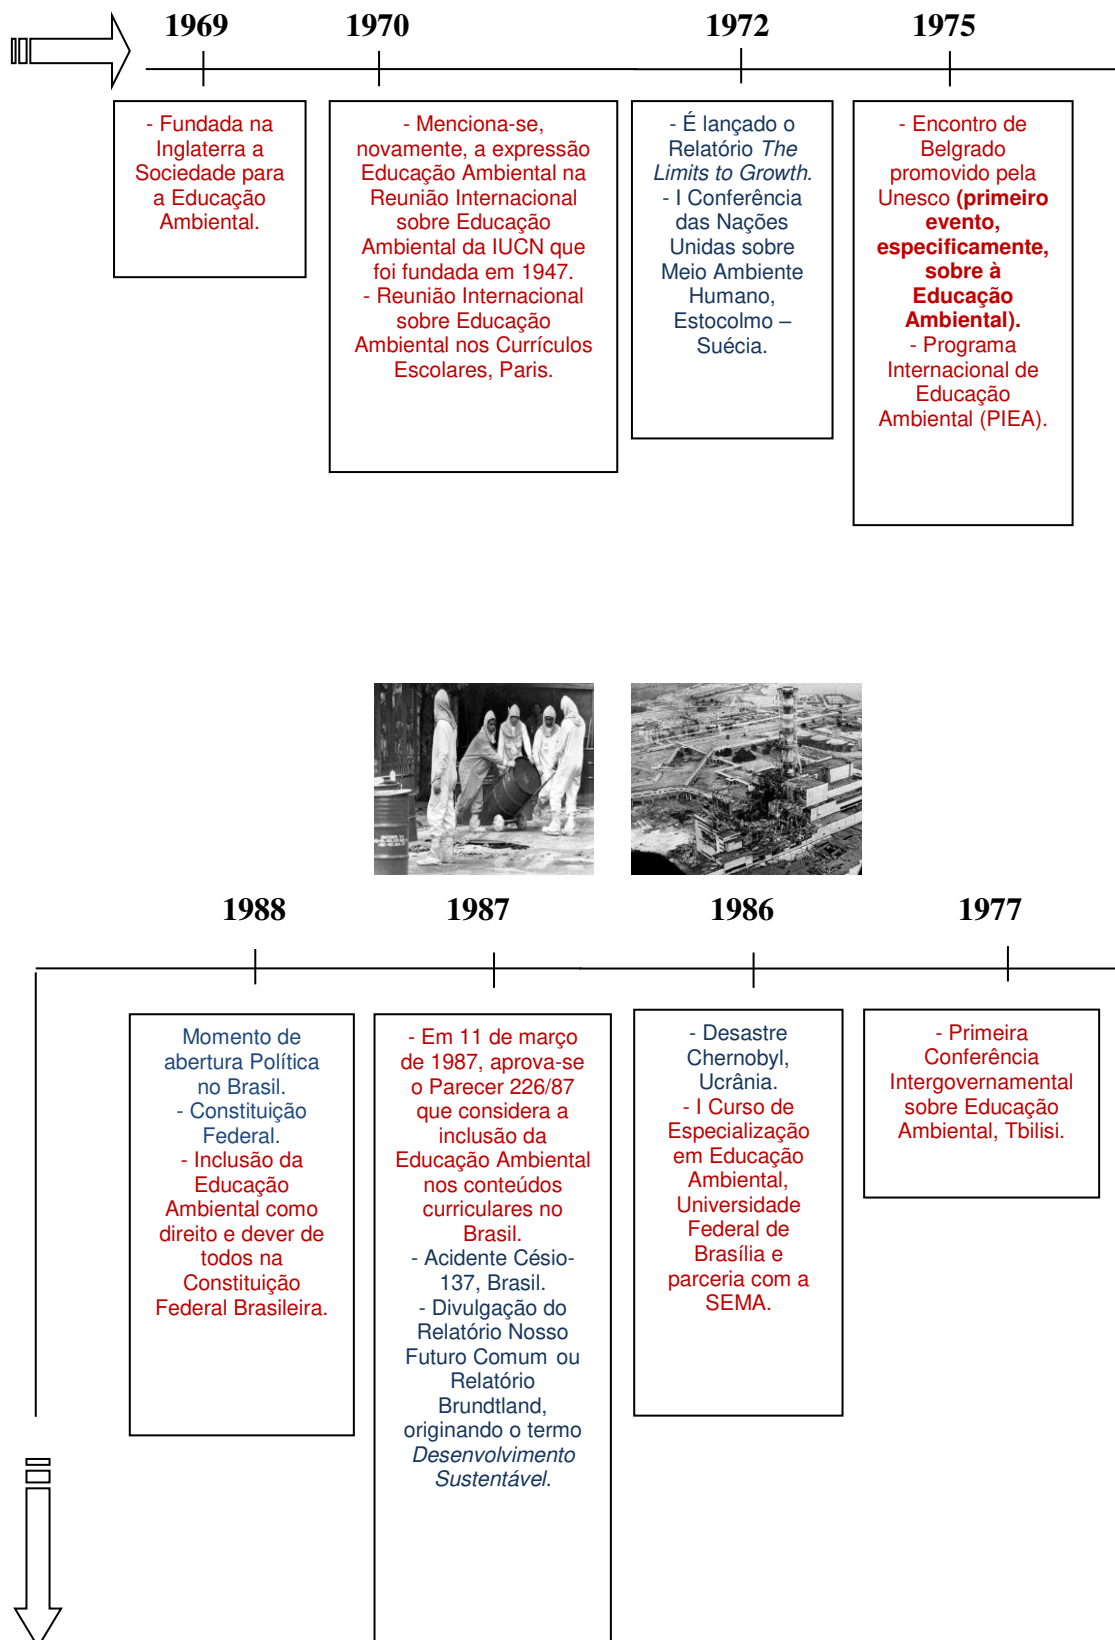 1969
1970
1972
1975
- Fundada na
Inglaterra a
Sociedade para
a Educação
Ambiental.
- Menciona-se,
novamente, a expressão
Educação Ambiental na
Reunião Internacional
sobre Educação
Ambiental da IUCN que
foi fundada em 1947.
- Reunião Internacional
sobre Educação
Ambiental nos Currículos
Escolares, Paris.
- É lançado o
Relatório The
Limits to Growth.
- I Conferência
das Nações
Unidas sobre
Meio Ambiente
Humano,
Estocolmo –
Suécia.
- Encontro de
Belgrado
promovido pela
Unesco (primeiro
evento,
especificamente,
sobre à
Educação
Ambiental).
- Programa
Internacional de
Educação
Ambiental (PIEA).
1988
1987
1986
1977
Momento de
abertura Política
no Brasil.
- Constituição
Federal.
- Inclusão da
Educação
Ambiental como
direito e dever de
todos na
Constituição
Federal Brasileira.
- Em 11 de março
de 1987, aprova-se
o Parecer 226/87
que considera a
inclusão da
Educação Ambiental
nos conteúdos
curriculares no
Brasil.
- Acidente Césio-
137, Brasil.
- Divulgação do
Relatório Nosso
Futuro Comum ou
Relatório
Brundtland,
originando o termo
Desenvolvimento
Sustentável.
- Desastre
Chernobyl,
Ucrânia.
- I Curso de
Especialização
em Educação
Ambiental,
Universidade
Federal de
Brasília e
parceria com a
SEMA.
- Primeira
Conferência
Intergovernamental
sobre Educação
Ambiental, Tbilisi.